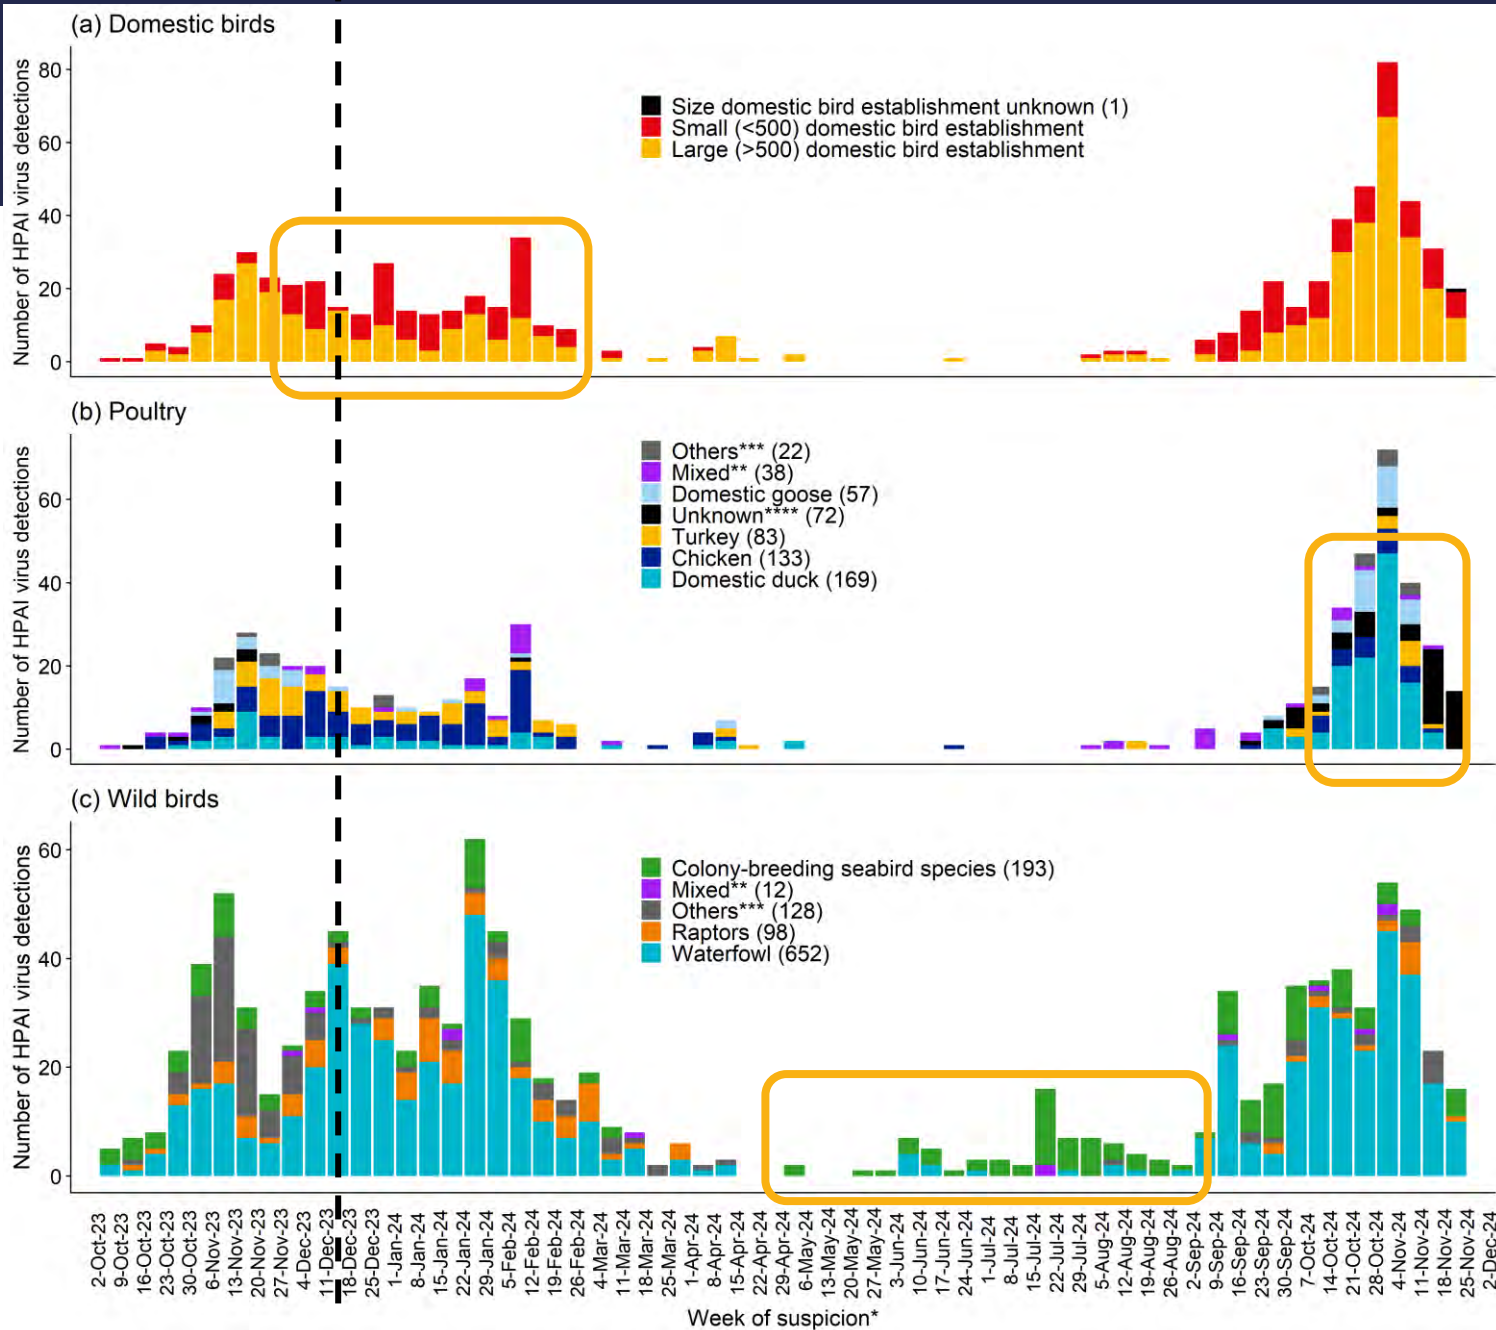 (a) Domestic birds
Number of HPAI virus detections
80
60
40
20
0
Size domestic bird establishment unknown (1)
Small (<500) domestic bird establishment
Large (>500) domestic bird establishment
(b) Poultry
Number of HPAI virus detections
60
40
20
0
Others*** (22)
Mixed** (38)
Domestic goose (57)
Unknown**** (72)
Turkey (83)
Chicken (133)
Domestic duck (169)
(c) Wild birds
Number of HPAI virus detections
60
40
20
0
Colony-breeding seabird species (193)
Mixed** (12)
Others*** (128)
Raptors (98)
Waterfowl (652)
2-Oct-23
9-Oct-23
16-Oct-23
23-Oct-23
30-Oct-23
6-Nov-23
13-Nov-23
20-Nov-23
27-Nov-23
4-Dec-23
11-Dec-23
18-Dec-23
25-Dec-23
1-Jan-24
8-Jan-24
15-Jan-24
22-Jan-24
29-Jan-24
5-Feb-24
12-Feb-24
19-Feb-24
26-Feb-24
4-Mar-24
11-Mar-24
18-Mar-24
25-Mar-24
1-Apr-24
8-Apr-24
15-Apr-24
22-Apr-24
29-Apr-24
6-May-24
13-May-24
20-May-24
27-May-24
3-Jun-24
10-Jun-24
17-Jun-24
24-Jun-24
1-Jul-24
8-Jul-24
15-Jul-24
22-Jul-24
29-Jul-24
5-Aug-24
12-Aug-24
19-Aug-24
26-Aug-24
2-Sep-24
9-Sep-24
16-Sep-24
23-Sep-24
30-Sep-24
7-Oct-24
14-Oct-24
21-Oct-24
28-Oct-24
4-Nov-24
11-Nov-24
18-Nov-24
25-Nov-24
2-Dec-24
Week of suspicion*